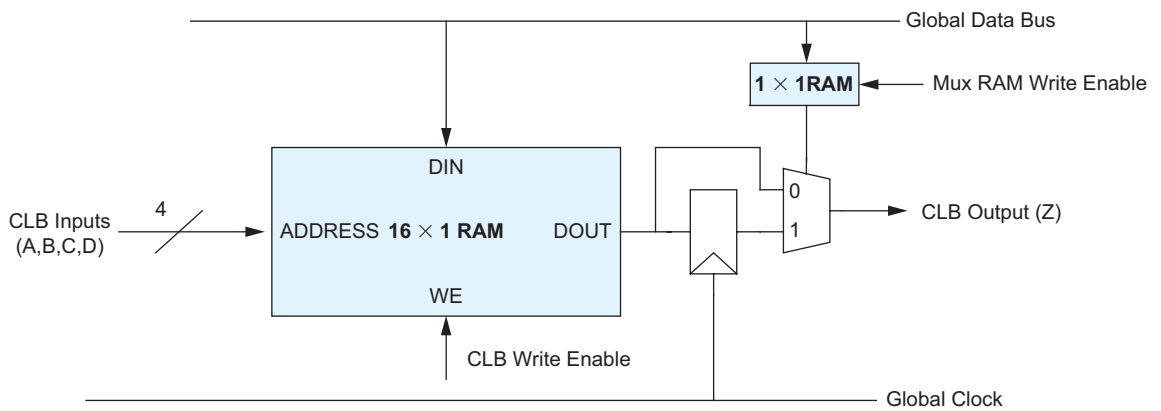 Global Data Bus
1 × 1RAM
Mux RAM Write Enable
DIN
4
0
CLB Inputs
(A,B,C,D)
ADDRESS 16 × 1 RAM DOUT
1
CLB Output (Z)
WE
CLB Write Enable
Global Clock